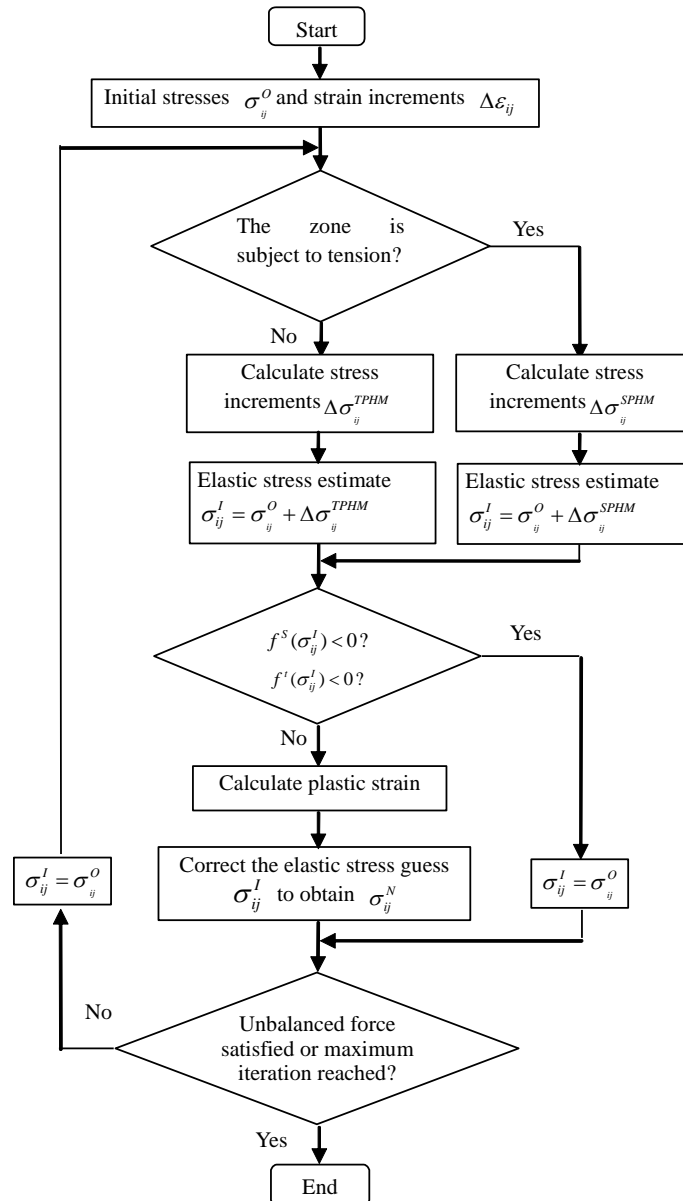 Start
Initial stresses σ_ij^O and strain increments Δε_ij
The zone is
subject to tension?
Yes
No
Calculate stress
increments Δσ_ij^TPHM
Calculate stress
increments Δσ_ij^SPHM
Elastic stress estimate
σ_ij^I = σ_ij^O + Δσ_ij^TPHM
Elastic stress estimate
σ_ij^I = σ_ij^O + Δσ_ij^SPHM
f^S(σ_ij^I) < 0?
f^t(σ_ij^I) < 0?
Yes
No
Calculate plastic strain
Correct the elastic stress guess
σ_ij^I to obtain σ_ij^N
σ_ij^I = σ_ij^O
σ_ij^I = σ_ij^O
No
Unbalanced force
satisfied or maximum
iteration reached?
Yes
End